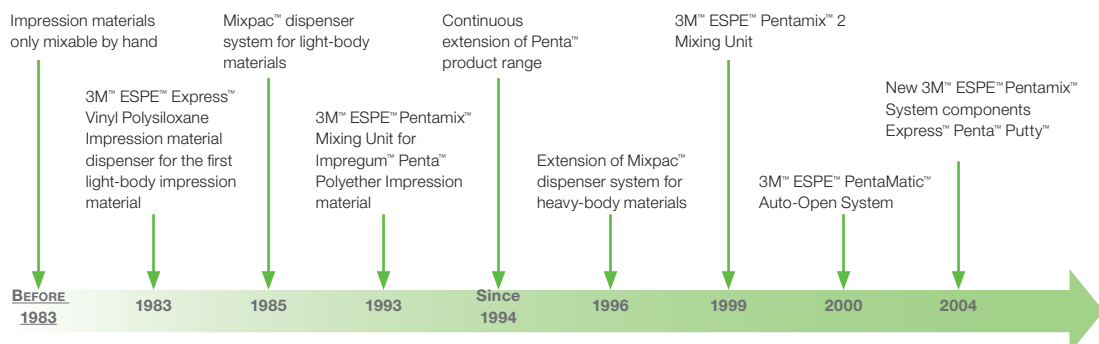 Impression materials
only mixable by hand
3M™ ESPE™ Express™
Vinyl Polysiloxane
Impression material
dispenser for the first
light-body impression
material
Mixpac™ dispenser
system for light-body
materials
3M™ ESPE™ Pentamix™
Mixing Unit for
Impregum™ Penta™
Polyether Impression
material
Continuous
extension of Penta™
product range
Extension of Mixpac™
dispenser system for
heavy-body materials
3M™ ESPE™ Pentamix™ 2
Mixing Unit
3M™ ESPE™ PentaMatic™
Auto-Open System
New 3M™ ESPE™ Pentamix™
System components
Express™ Penta™ Putty™
BEFORE
1983
1983
1985
1993
Since
1994
1996
1999
2000
2004